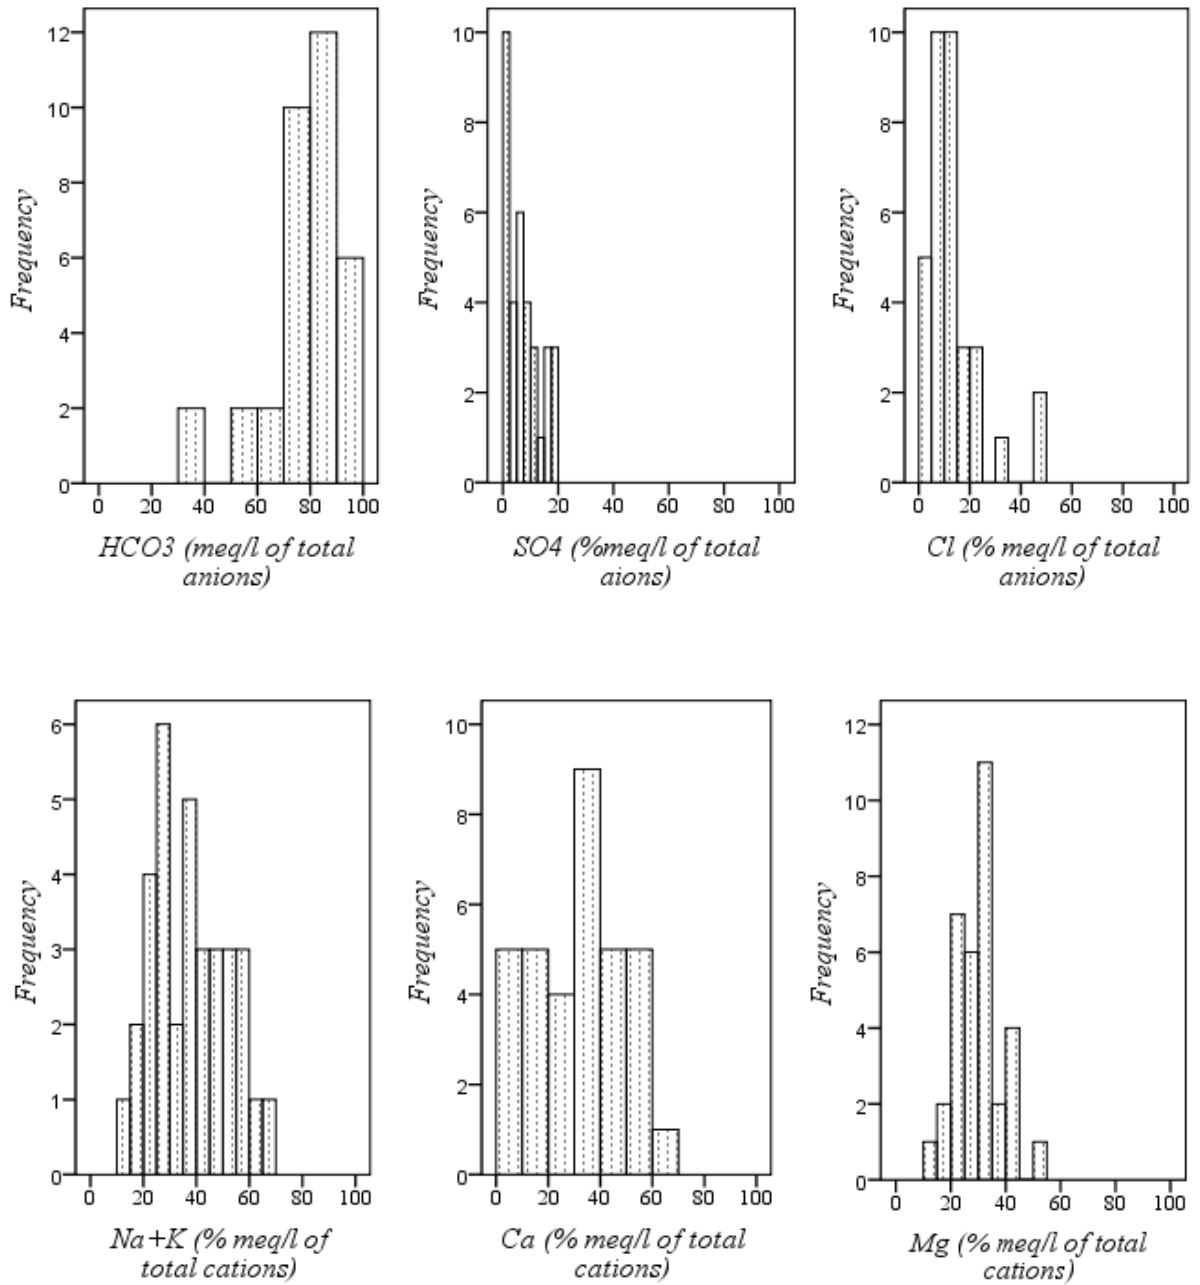 12
10
8
6
4
2
0
Frequency
0 20 40 60 80 100
HCO3 (meq/l of total
anions)
10
8
6
4
2
0
Frequency
0 20 40 60 80 100
SO4 (%meq/l of total
aions)
10
8
6
4
2
0
Frequency
0 20 40 60 80 100
Cl (% meq/l of total
anions)
6
5
4
3
2
1
0
Frequency
0 20 40 60 80 100
Na+K (% meq/l of
total cations)
10
8
6
4
2
0
Frequency
0 20 40 60 80 100
Ca (% meq/l of total
cations)
12
10
8
6
4
2
0
Frequency
0 20 40 60 80 100
Mg (% meq/l of total
cations)